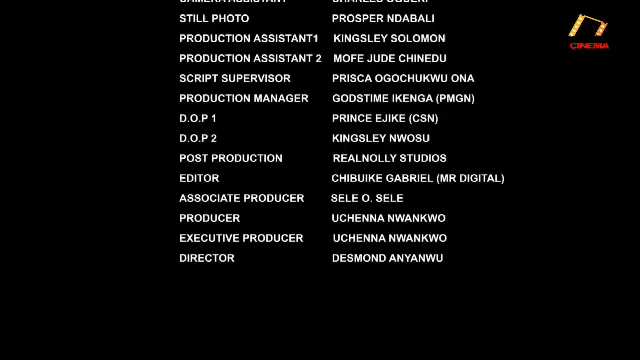 STILL PHOTO PROSPER NDABALI
PRODUCTION ASSISTANT1 KINGSLEY SOLOMON
PRODUCTION ASSISTANT 2 MOFE JUDE CHINEDU
SCRIPT SUPERVISOR PRISCA OGOCHUKWU ONA
PRODUCTION MANAGER GODSTIME IKENGA (PMGN)
D.O.P 1 PRINCE EJIKE (CSN)
D.O.P 2 KINGSLEY NWOSU
POST PRODUCTION REALNOLLY STUDIOS
EDITOR CHIBUIKE GABRIEL (MR DIGITAL)
ASSOCIATE PRODUCER SELE O. SELE
PRODUCER UCHENNA NWANKWO
EXECUTIVE PRODUCER UCHENNA NWANKWO
DIRECTOR DESMOND ANYANWU
CINEMA